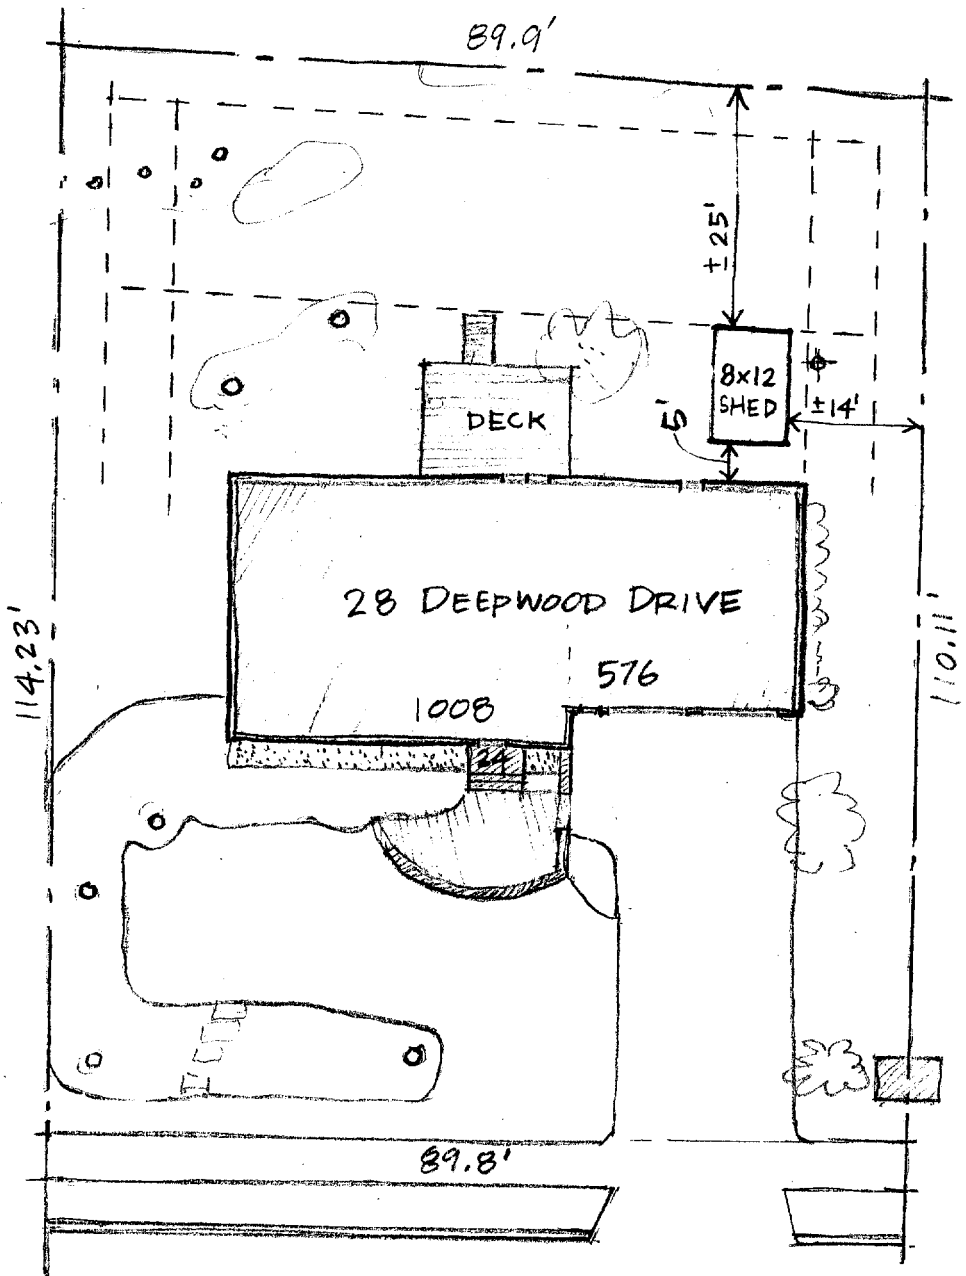 89.9'
±25'
8x12
SHED
±14'
5'
DECK
28 DEEPWOOD DRIVE
576
1008
24
114.23'
110.11'
89.8'